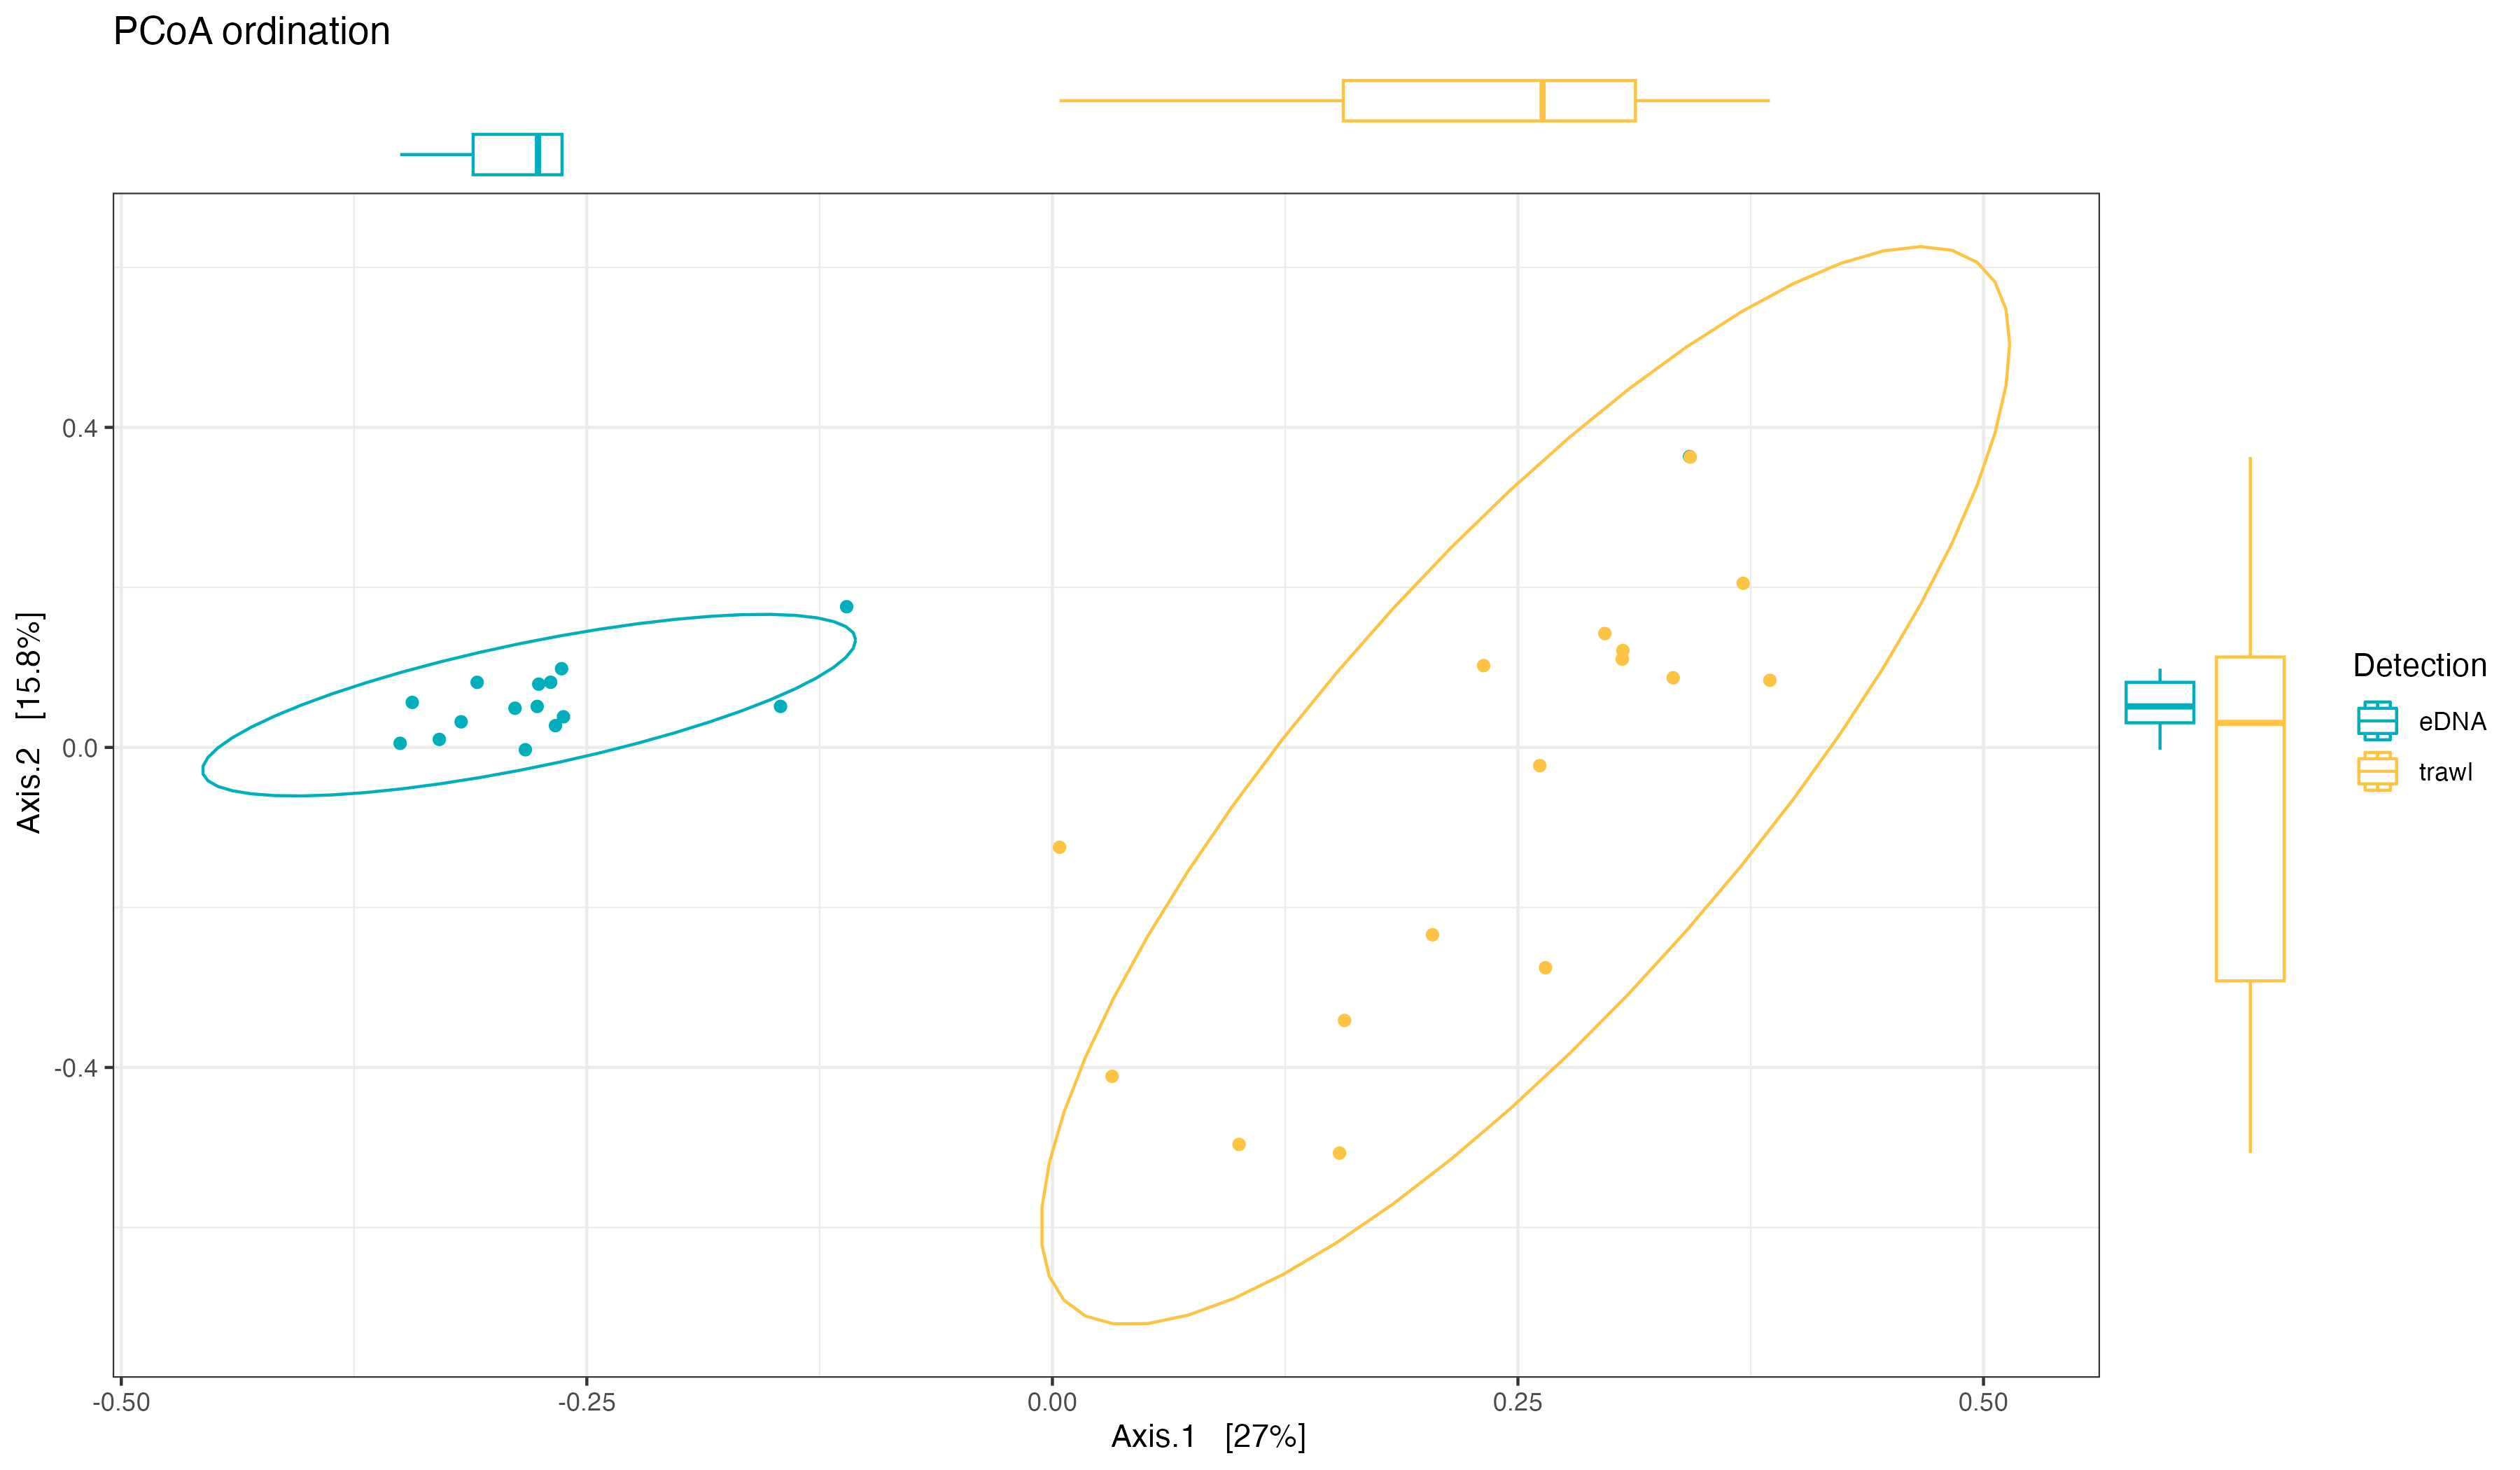 PCoA ordination
0.4
0.0
-0.4
Axis.2 [15.8%]
-0.50
-0.25
0.00
0.25
0.50
Axis.1 [27%]
Detection
eDNA
trawl